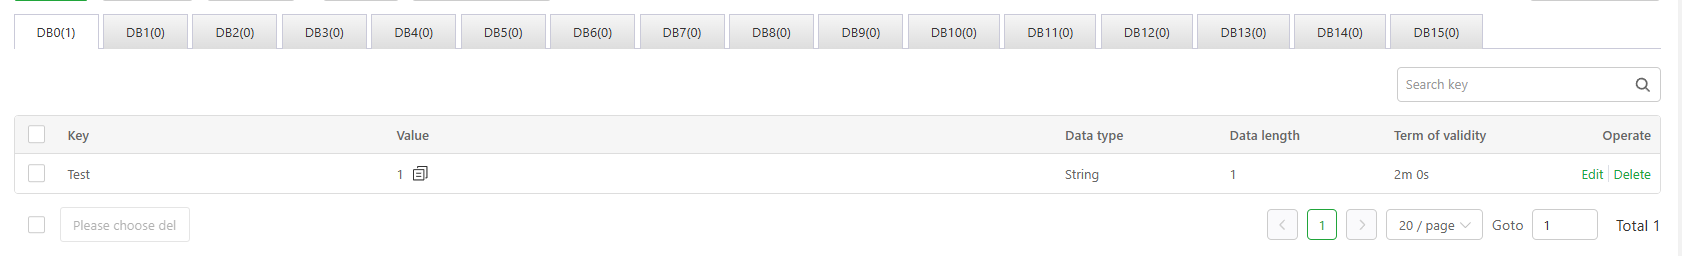 DB0(1) DB1(0) DB2(0) DB3(0) DB4(0) DB5(0) DB6(0) DB7(0) DB8(0) DB9(0) DB10(0) DB11(0) DB12(0) DB13(0) DB14(0) DB15(0)
Search key
Key Value Data type Data length Term of validity Operate
Test 1 String 1 2m 0s Edit Delete
Please choose del 1 20 / page Goto 1 Total 1